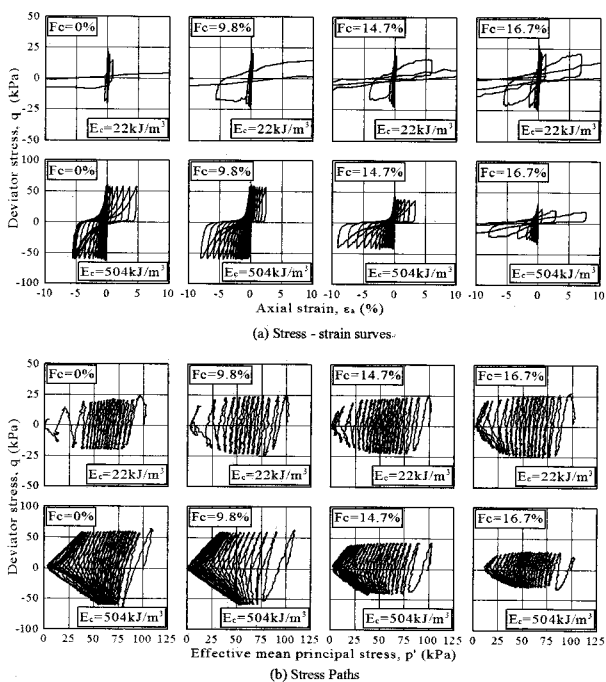 Fc=0%
Fc=9.8%
Fc=14.7%
Fc=16.7%
50
25
0
-25
-50
Ec=22kJ/m³
Ec=22kJ/m³
Ec=22kJ/m³
Ec=22kJ/m³
Deviator stress, q (kPa)
100
50
0
-50
-100
Fc=0%
Fc=9.8%
Fc=14.7%
Fc=16.7%
Ec=504kJ/m³
Ec=504kJ/m³
Ec=504kJ/m³
Ec=504kJ/m³
-10 -5 0 5 10 -5 0 5 10 -5 0 5 10 -5 0 5 10
Axial strain, εa (%)
(a) Stress - strain surves
50
25
0
-25
-50
Fc=0%
Fc=9.8%
Fc=14.7%
Fc=16.7%
Ec=22kJ/m³
Ec=22kJ/m³
Ec=22kJ/m³
Ec=22kJ/m³
Deviator stress, q (kPa)
100
50
0
-50
-100
Fc=0%
Fc=9.8%
Fc=14.7%
Fc=16.7%
Ec=504kJ/m³
Ec=504kJ/m³
Ec=504kJ/m³
Ec=504kJ/m³
0 25 50 75 100 125 0 25 50 75 100 125 0 25 50 75 100 125 0 25 50 75 100 125
Effective mean principal stress, p' (kPa)
(b) Stress Paths